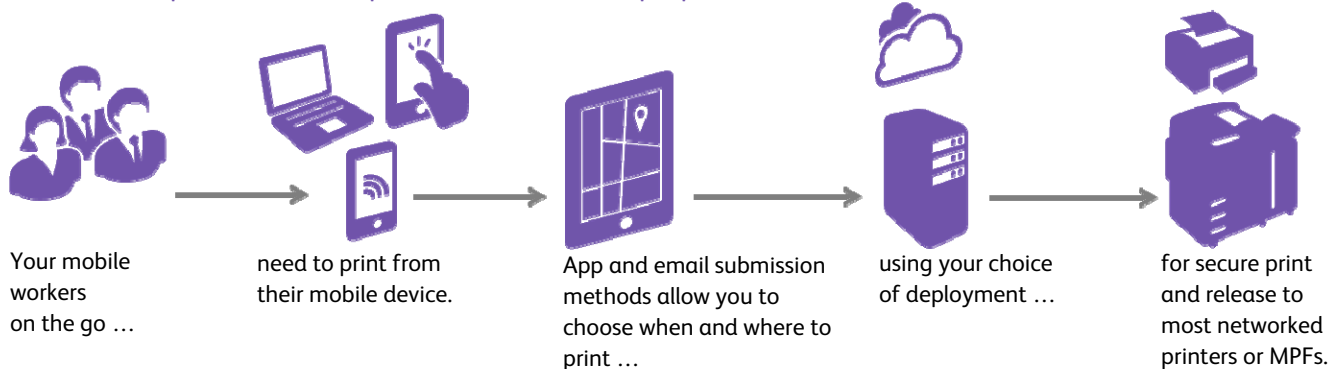 Your mobile
workers
on the go …
need to print from
their mobile device.
App and email submission
methods allow you to
choose when and where to
print …
using your choice
of deployment …
for secure print
and release to
most networked
printers or MPFs.